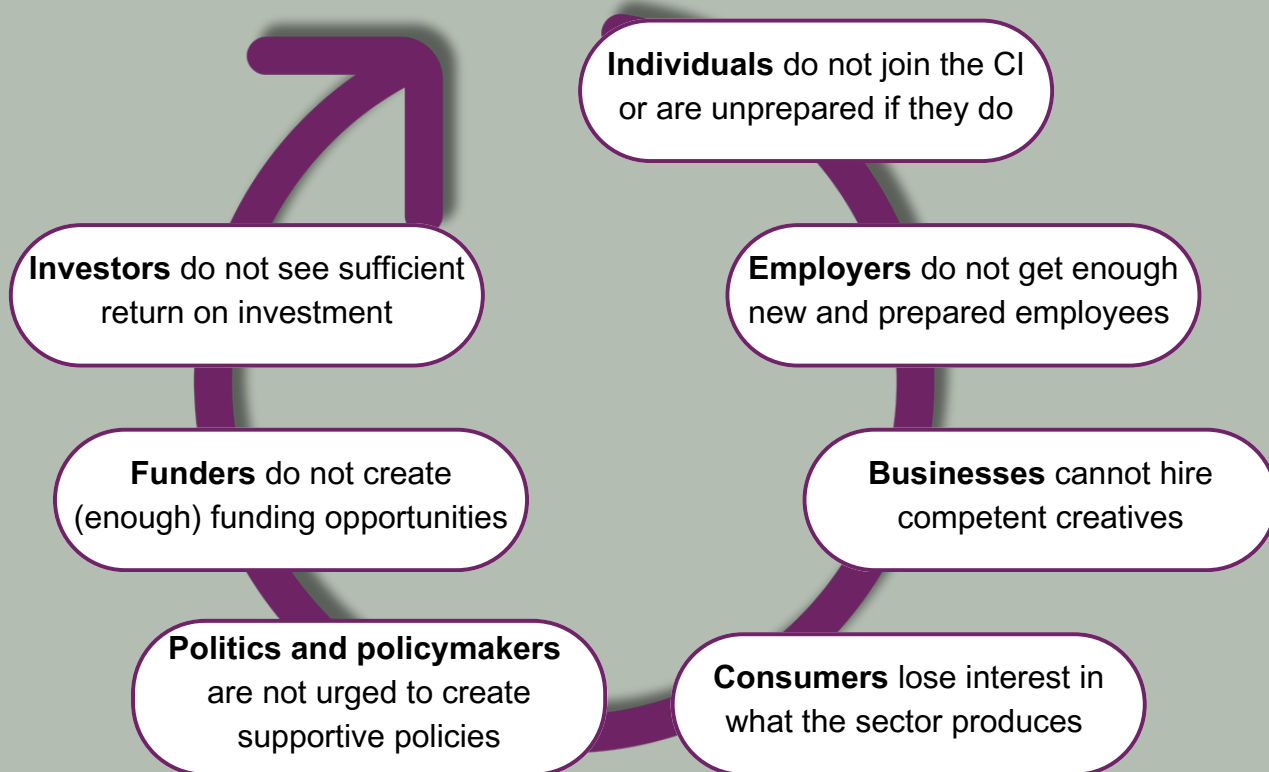 Individuals do not join the CI
or are unprepared if they do
Employers do not get enough
new and prepared employees
Businesses cannot hire
competent creatives
Consumers lose interest in
what the sector produces
Politics and policymakers
are not urged to create
supportive policies
Funders do not create
(enough) funding opportunities
Investors do not see sufficient
return on investment